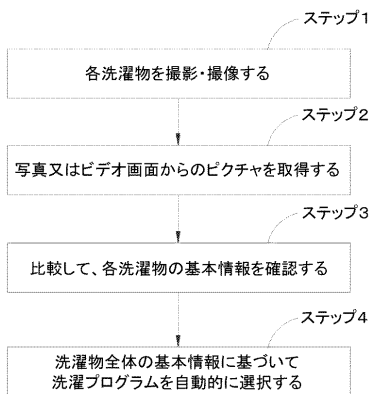 ステップ1
各洗濯物を撮影・撮像する
ステップ2
写真又はビデオ画面からのピクチャを取得する
ステップ3
比較して、各洗濯物の基本情報を確認する
ステップ4
洗濯物全体の基本情報に基づいて
洗濯プログラムを自動的に選択する